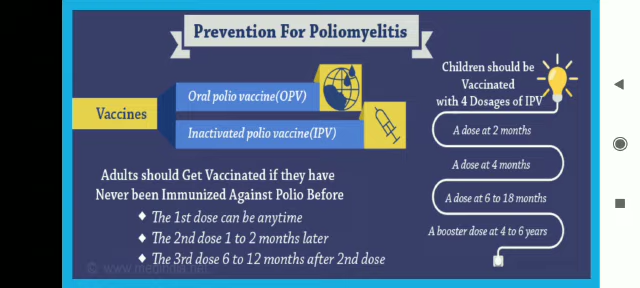 Prevention For Poliomyelitis
Vaccines
Oral polio vaccine(OPV)
Inactivated polio vaccine(IPV)
Adults should Get Vaccinated if they have
Never been Immunized Against Polio Before
◆ The 1st dose can be anytime
◆ The 2nd dose 1 to 2 months later
◆ The 3rd dose 6 to 12 months after 2nd dose
Children should be
Vaccinated
with 4 Dosages of IPV
A dose at 2 months
A dose at 4 months
A dose at 6 to 18 months
A booster dose at 4 to 6 years
© www.medindia.net